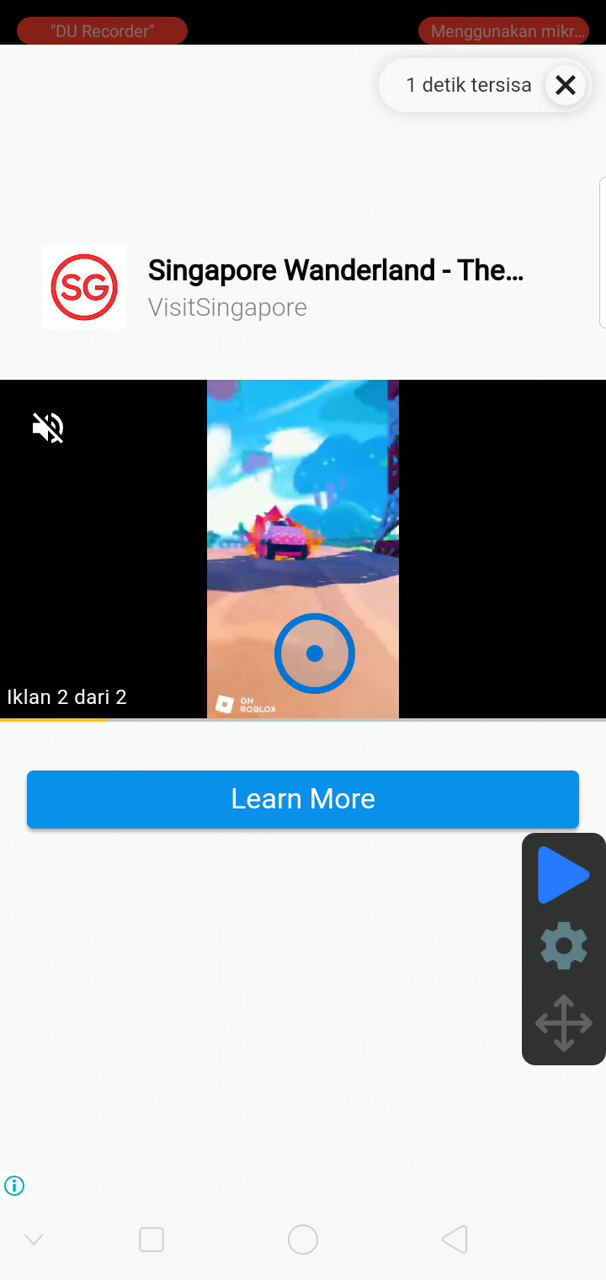 "DU Recorder"
Menggunakan mikr...
1 detik tersisa
SG
Singapore Wanderland - The...
VisitSingapore
ON
ROBLOX
Iklan 2 dari 2
Learn More